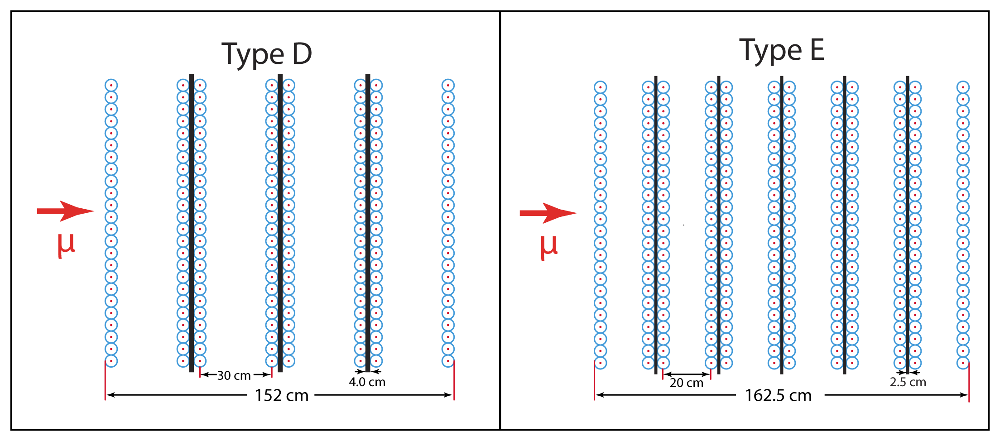 Type D
μ
30 cm
4.0 cm
152 cm
Type E
μ
20 cm
2.5 cm
162.5 cm